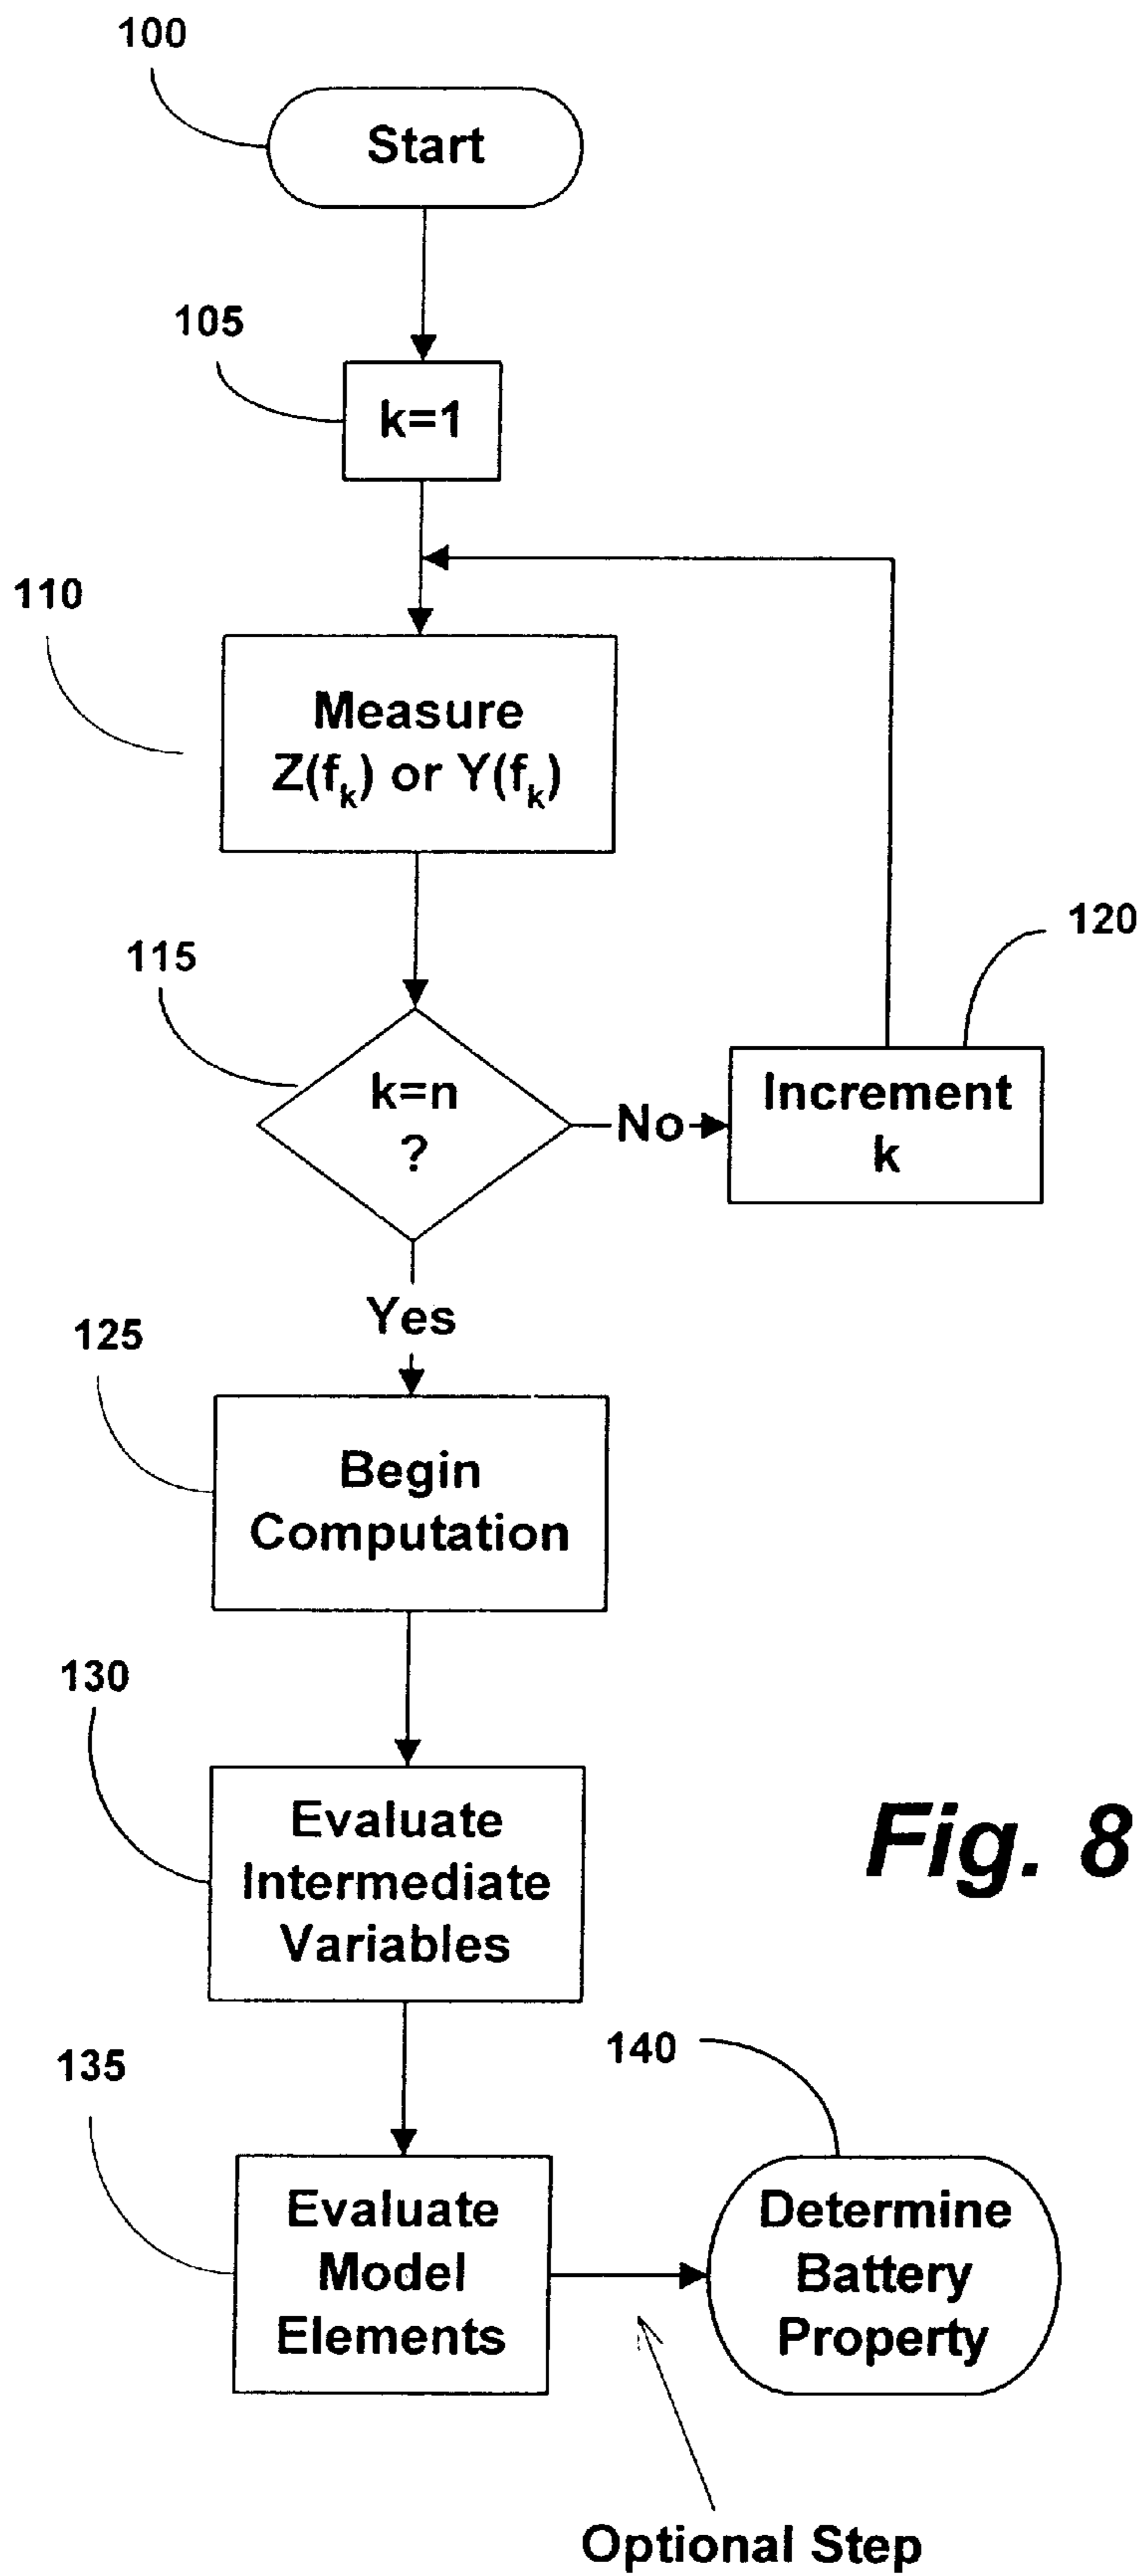 100
Start
105
k=1
110
Measure
Z(fk) or Y(fk)
115
k=n
?
No
120
Increment
k
Yes
125
Begin
Computation
130
Evaluate
Intermediate
Variables
Fig. 8
135
Evaluate
Model
Elements
140
Determine
Battery
Property
Optional Step